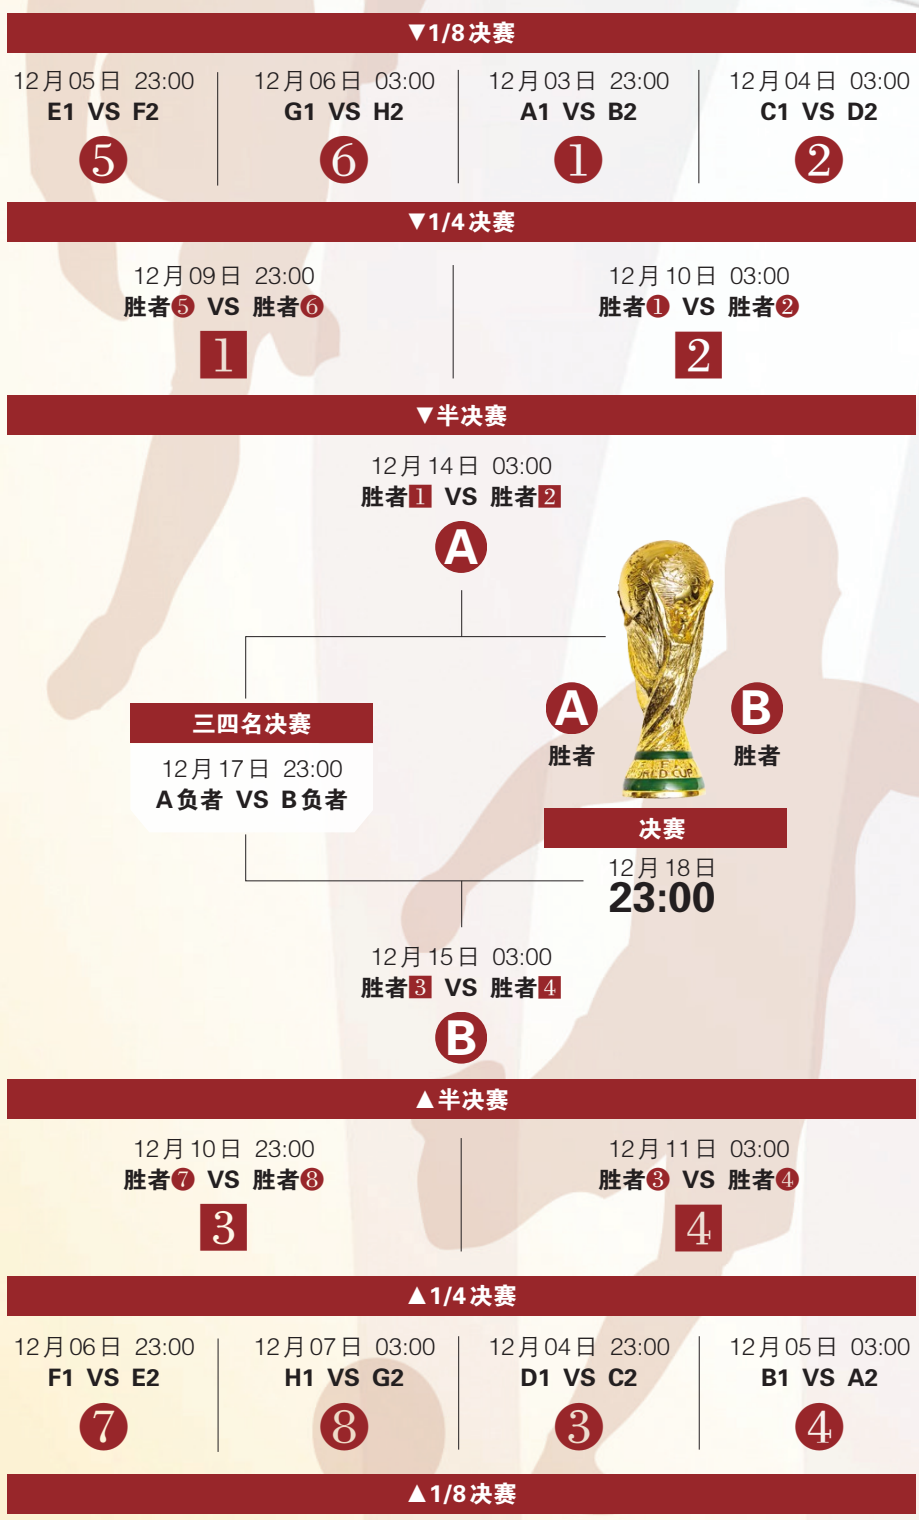 ▼1/8决赛
12月05日 23:00
E1 VS F2
5
12月06日 03:00
G1 VS H2
6
12月03日 23:00
A1 VS B2
1
12月04日 03:00
C1 VS D2
2
▼1/4决赛
12月09日 23:00
胜者❺ VS 胜者❻
1
12月10日 03:00
胜者❶ VS 胜者❷
2
▼半决赛
12月14日 03:00
胜者1 VS 胜者2
A
三四名决赛
12月17日 23:00
A负者 VS B负者
A
胜者
B
胜者
WORLD CUP
决赛
12月18日
23:00
12月15日 03:00
胜者3 VS 胜者4
B
▲半决赛
12月10日 23:00
胜者❼ VS 胜者❽
3
12月11日 03:00
胜者❸ VS 胜者❹
4
▲1/4决赛
12月06日 23:00
F1 VS E2
7
12月07日 03:00
H1 VS G2
8
12月04日 23:00
D1 VS C2
3
12月05日 03:00
B1 VS A2
4
▲1/8决赛